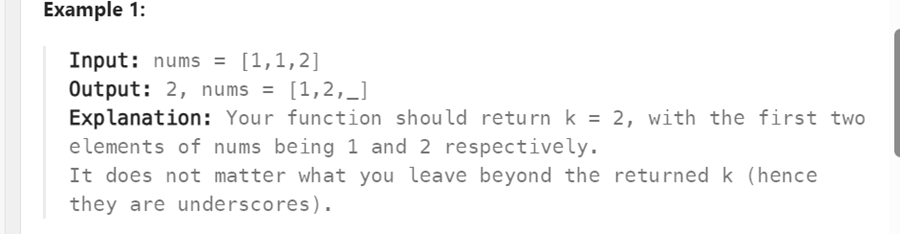 Example 1:
Input: nums = [1,1,2]
Output: 2, nums = [1,2,_]
Explanation: Your function should return k = 2, with the first two
elements of nums being 1 and 2 respectively.
It does not matter what you leave beyond the returned k (hence
they are underscores).